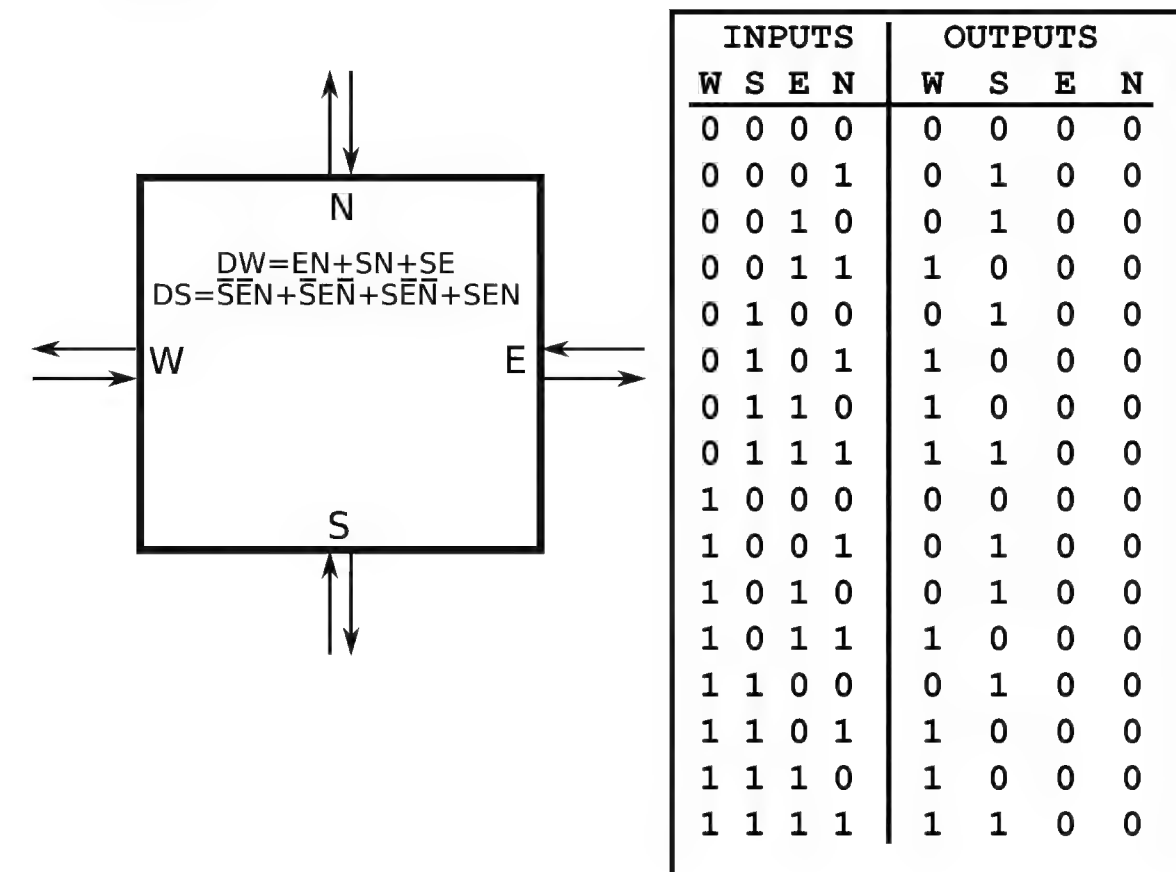 N
DW=EN+SN+SE
DS=S̅E̅N+S̅EN̅+SE̅N̅+SEN
W E
S
INPUTS OUTPUTS
W S E N W S E N
0 0 0 0 0 0 0 0
0 0 0 1 0 1 0 0
0 0 1 0 0 1 0 0
0 0 1 1 1 0 0 0
0 1 0 0 0 1 0 0
0 1 0 1 1 0 0 0
0 1 1 0 1 0 0 0
0 1 1 1 1 1 0 0
1 0 0 0 0 0 0 0
1 0 0 1 0 1 0 0
1 0 1 0 0 1 0 0
1 0 1 1 1 0 0 0
1 1 0 0 0 1 0 0
1 1 0 1 1 0 0 0
1 1 1 0 1 0 0 0
1 1 1 1 1 1 0 0